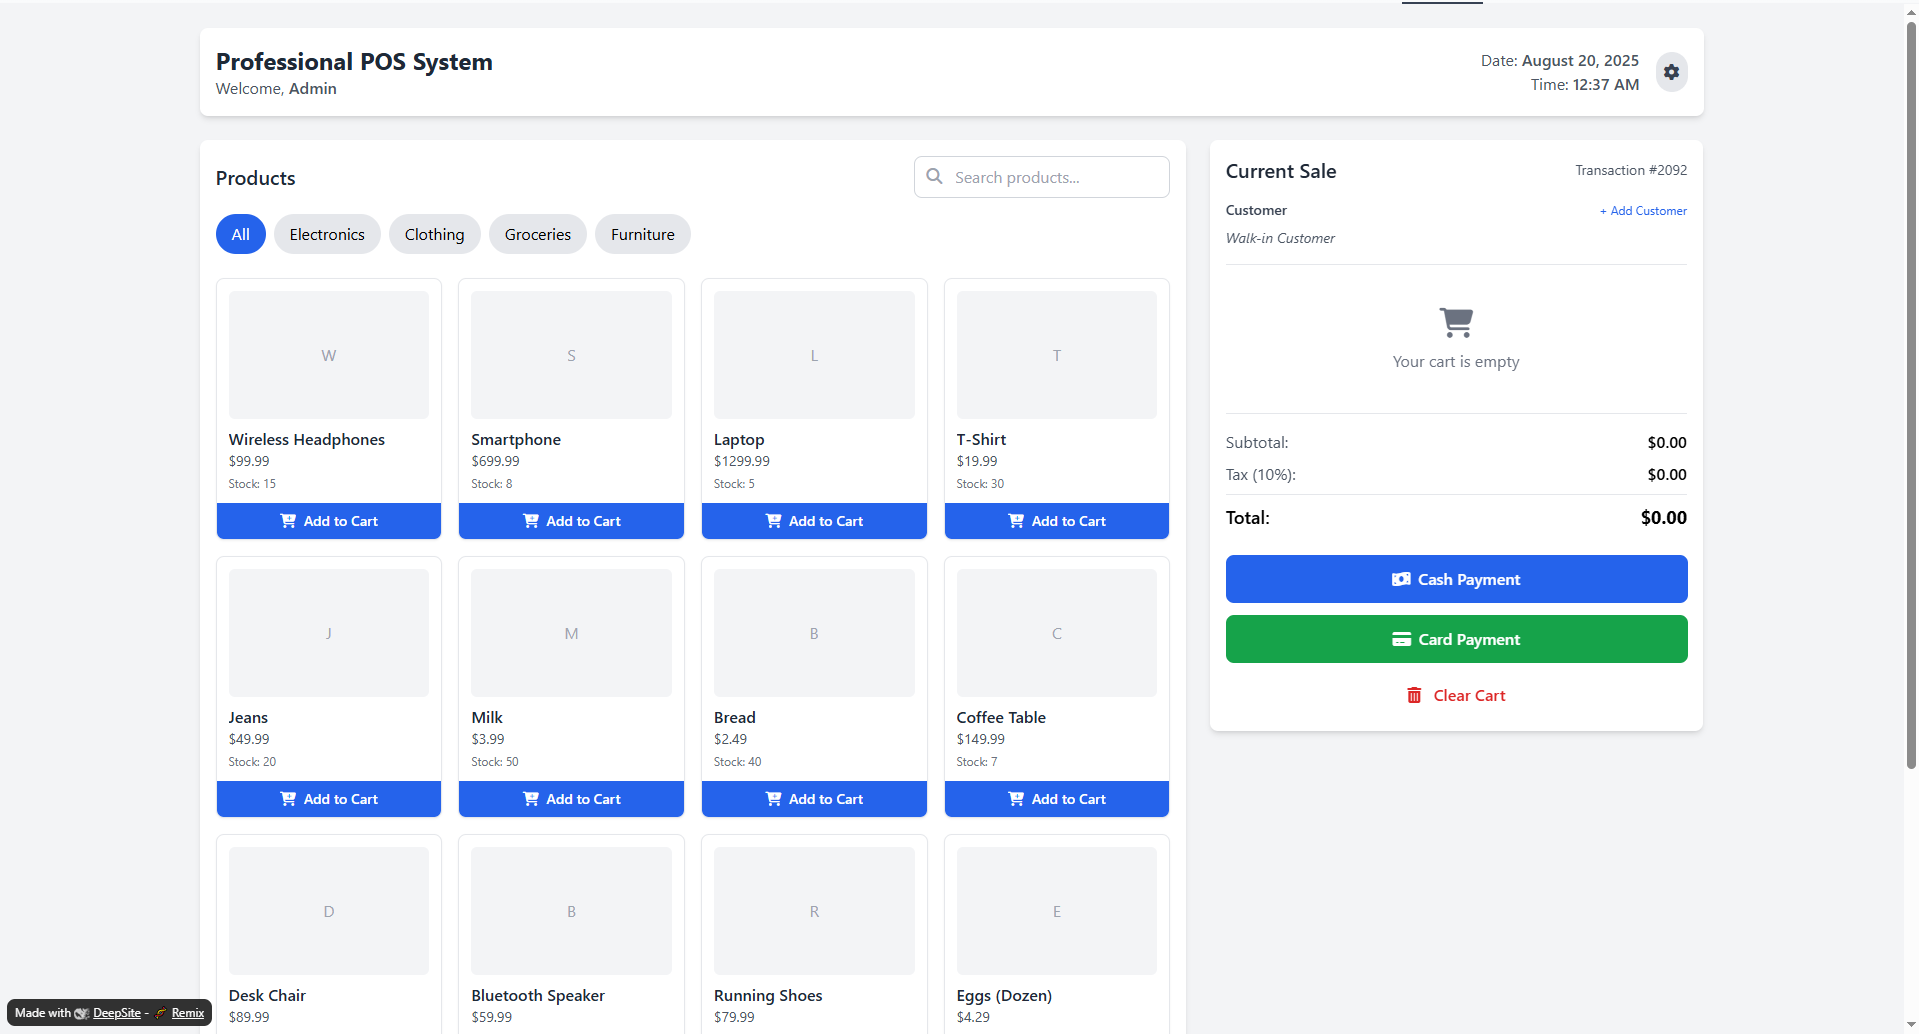 Professional POS System
Welcome, Admin
Date: August 20, 2025
Time: 12:37 AM
Products
Search products...
All
Electronics
Clothing
Groceries
Furniture
W
S
L
T
Wireless Headphones
$99.99
Stock: 15
Add to Cart
Smartphone
$699.99
Stock: 8
Add to Cart
Laptop
$1299.99
Stock: 5
Add to Cart
T-Shirt
$19.99
Stock: 30
Add to Cart
J
M
B
C
Jeans
$49.99
Stock: 20
Add to Cart
Milk
$3.99
Stock: 50
Add to Cart
Bread
$2.49
Stock: 40
Add to Cart
Coffee Table
$149.99
Stock: 7
Add to Cart
D
B
R
E
Desk Chair
$89.99
Bluetooth Speaker
$59.99
Running Shoes
$79.99
Eggs (Dozen)
$4.29
Current Sale
Transaction #2092
Customer
+ Add Customer
Walk-in Customer
Your cart is empty
Subtotal: $0.00
Tax (10%): $0.00
Total: $0.00
Cash Payment
Card Payment
Clear Cart
Made with DeepSite - Remix